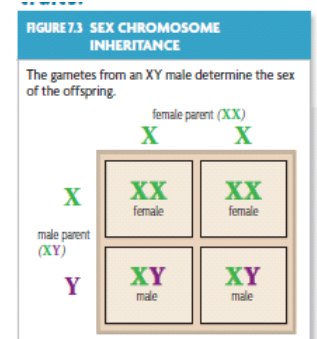 FIGURE 7.3 SEX CHROMOSOME
INHERITANCE
The gametes from an XY male determine the sex
of the offspring.
female parent (XX)
X X
X
XX XX
female female
male parent
(XY)
Y
XY XY
male male